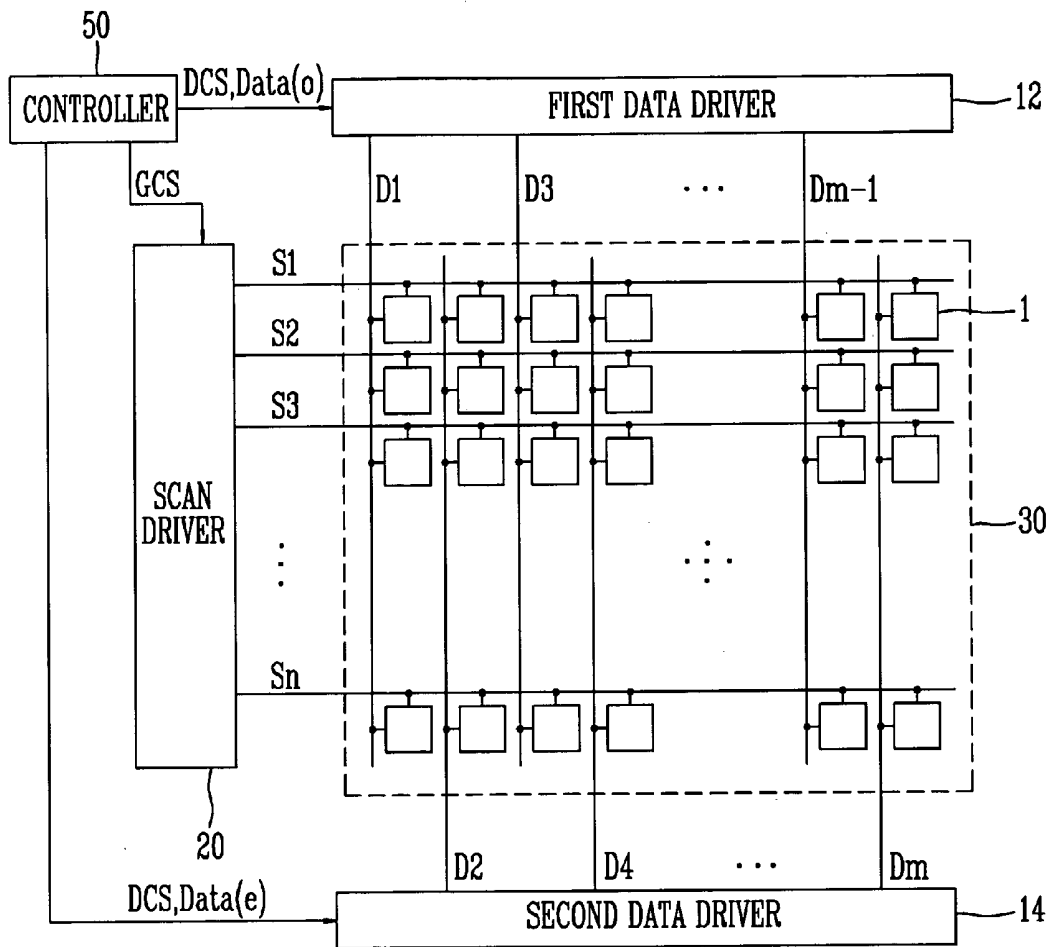 50
CONTROLLER
DCS,Data(o)
FIRST DATA DRIVER
12
GCS
D1
D3
...
Dm-1
S1
1
S2
S3
SCAN
DRIVER
30
Sn
20
D2
D4
...
Dm
DCS,Data(e)
SECOND DATA DRIVER
14